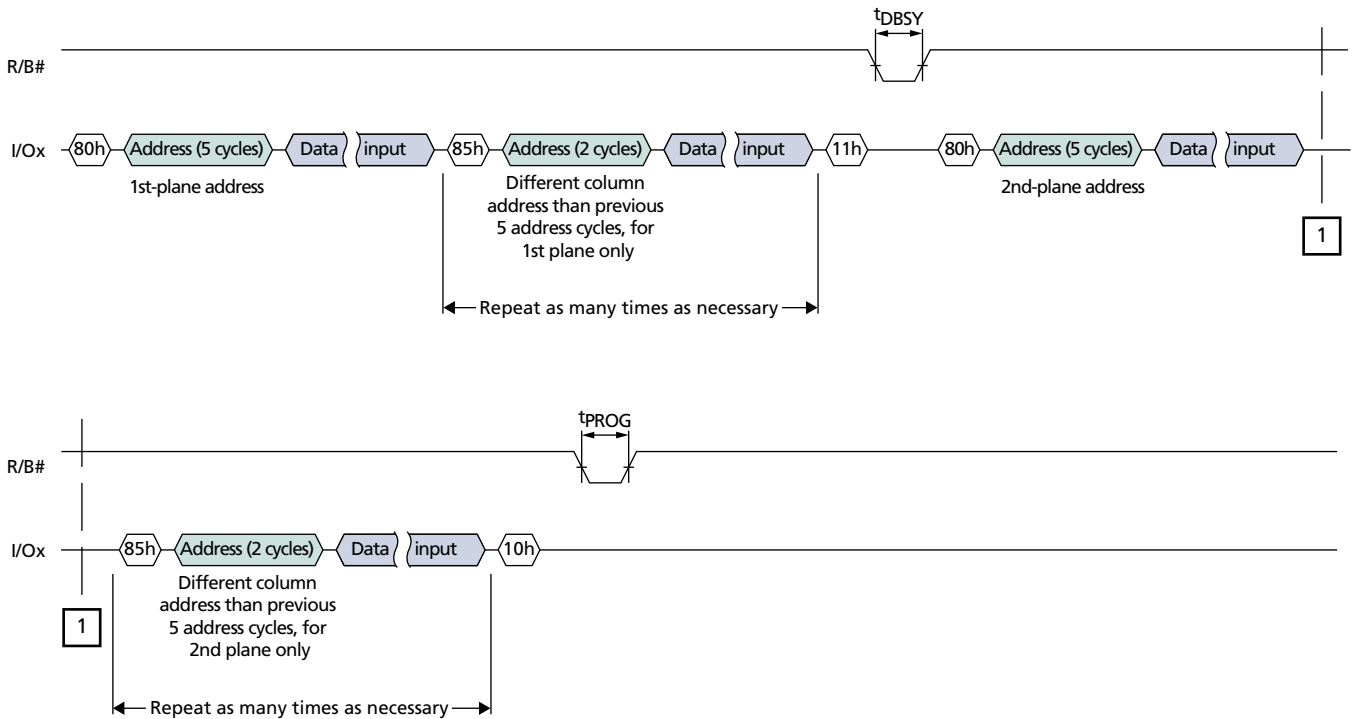 tDBSY
R/B#
I/Ox
80h
Address (5 cycles)
Data
input
85h
Address (2 cycles)
Data
input
11h
80h
Address (5 cycles)
Data
input
1st-plane address
Different column
address than previous
5 address cycles, for
1st plane only
2nd-plane address
1
Repeat as many times as necessary
tPROG
R/B#
I/Ox
85h
Address (2 cycles)
Data
input
10h
Different column
address than previous
5 address cycles, for
2nd plane only
1
Repeat as many times as necessary